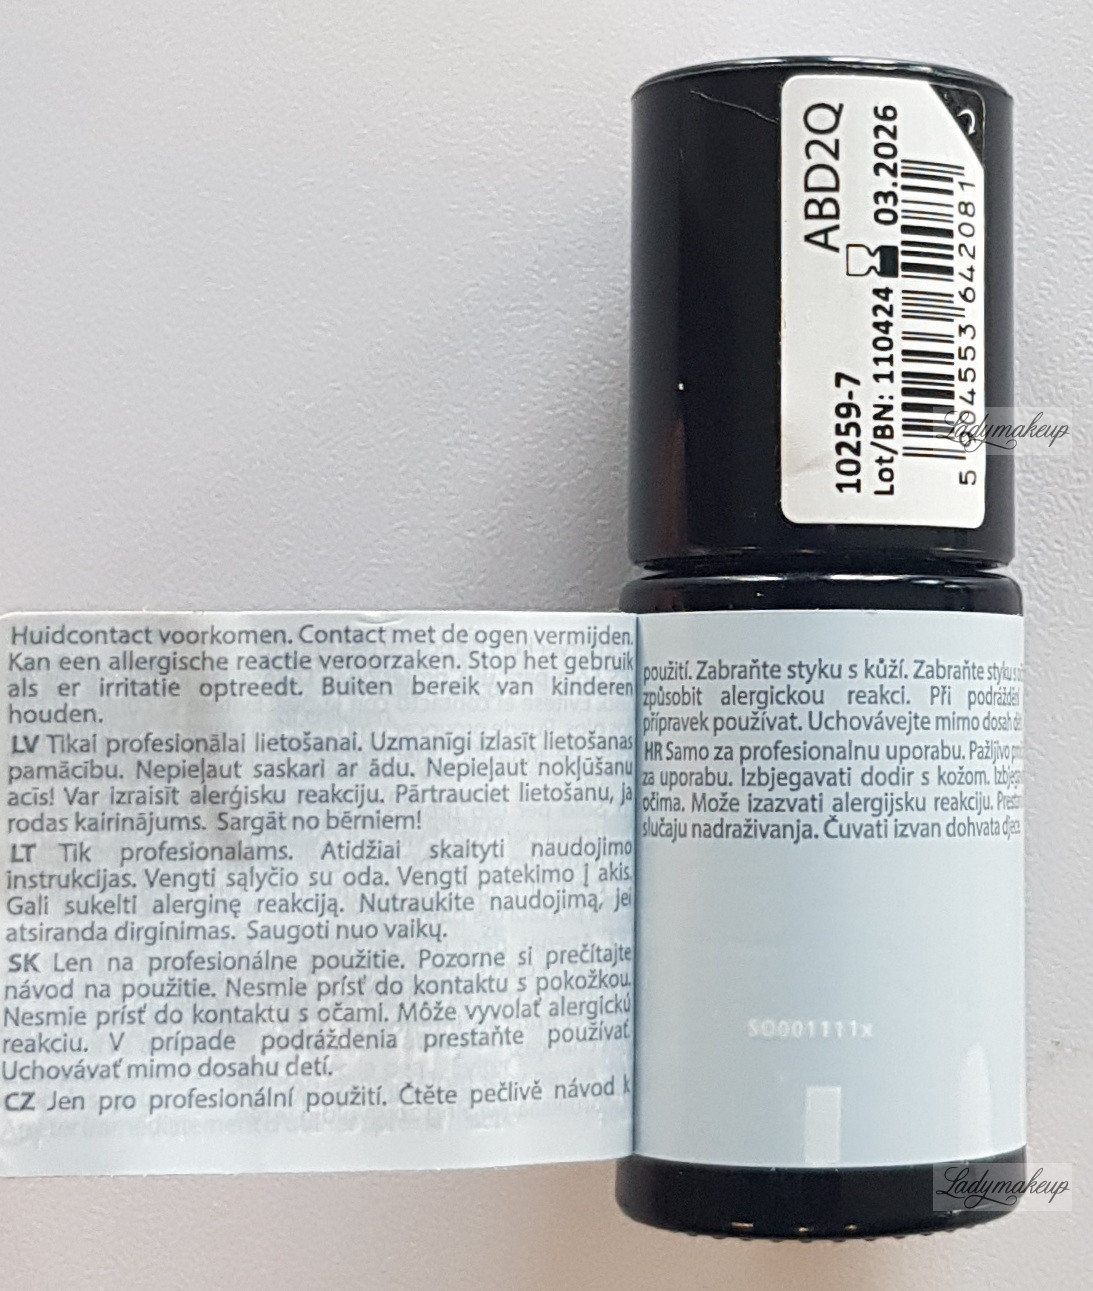 ABD2Q
10259-7
Lot/BN: 110424 03.2026
5 904553 642081
Ladymakeup
Huidcontact voorkomen. Contact met de ogen vermijden.
Kan een allergische reactie veroorzaken. Stop het gebruik
als er irritatie optreedt. Buiten bereik van kinderen
houden.
LV Tikai profesionālai lietošanai. Uzmanīgi izlasīt lietošanas
pamācību. Nepieļaut saskari ar ādu. Nepieļaut nokļūšanu
acīs! Var izraisīt alerģisku reakciju. Pārtrauciet lietošanu, ja
rodas kairinājums. Sargāt no bērniem!
LT Tik profesionalams. Atidžiai skaityti naudojimo
instrukcijas. Vengti sąlyčio su oda. Vengti patekimo į akis.
Gali sukelti alerginę reakciją. Nutraukite naudojimą, jei
atsiranda dirginimas. Saugoti nuo vaikų.
SK Len na profesionálne použitie. Pozorne si prečítajte
návod na použitie. Nesmie prísť do kontaktu s pokožkou.
Nesmie prísť do kontaktu s očami. Môže vyvolať alergickú
reakciu. V prípade podráždenia prestaňte používať.
Uchovávať mimo dosahu detí.
CZ Jen pro profesionální použití. Čtěte pečlivě návod k
použití. Zabraňte styku s kůží. Zabraňte styku s
způsobit alergickou reakci. Při podráždění
přípravek používat. Uchovávejte mimo dosah
HR Samo za profesionalnu uporabu. Pažljivo
za uporabu. Izbjegavati dodir s kožom.
očima. Može izazvati alergijsku reakciju.
slučaju nadraživanja. Čuvati izvan dohvata djece.
SO001111x
Ladymakeup